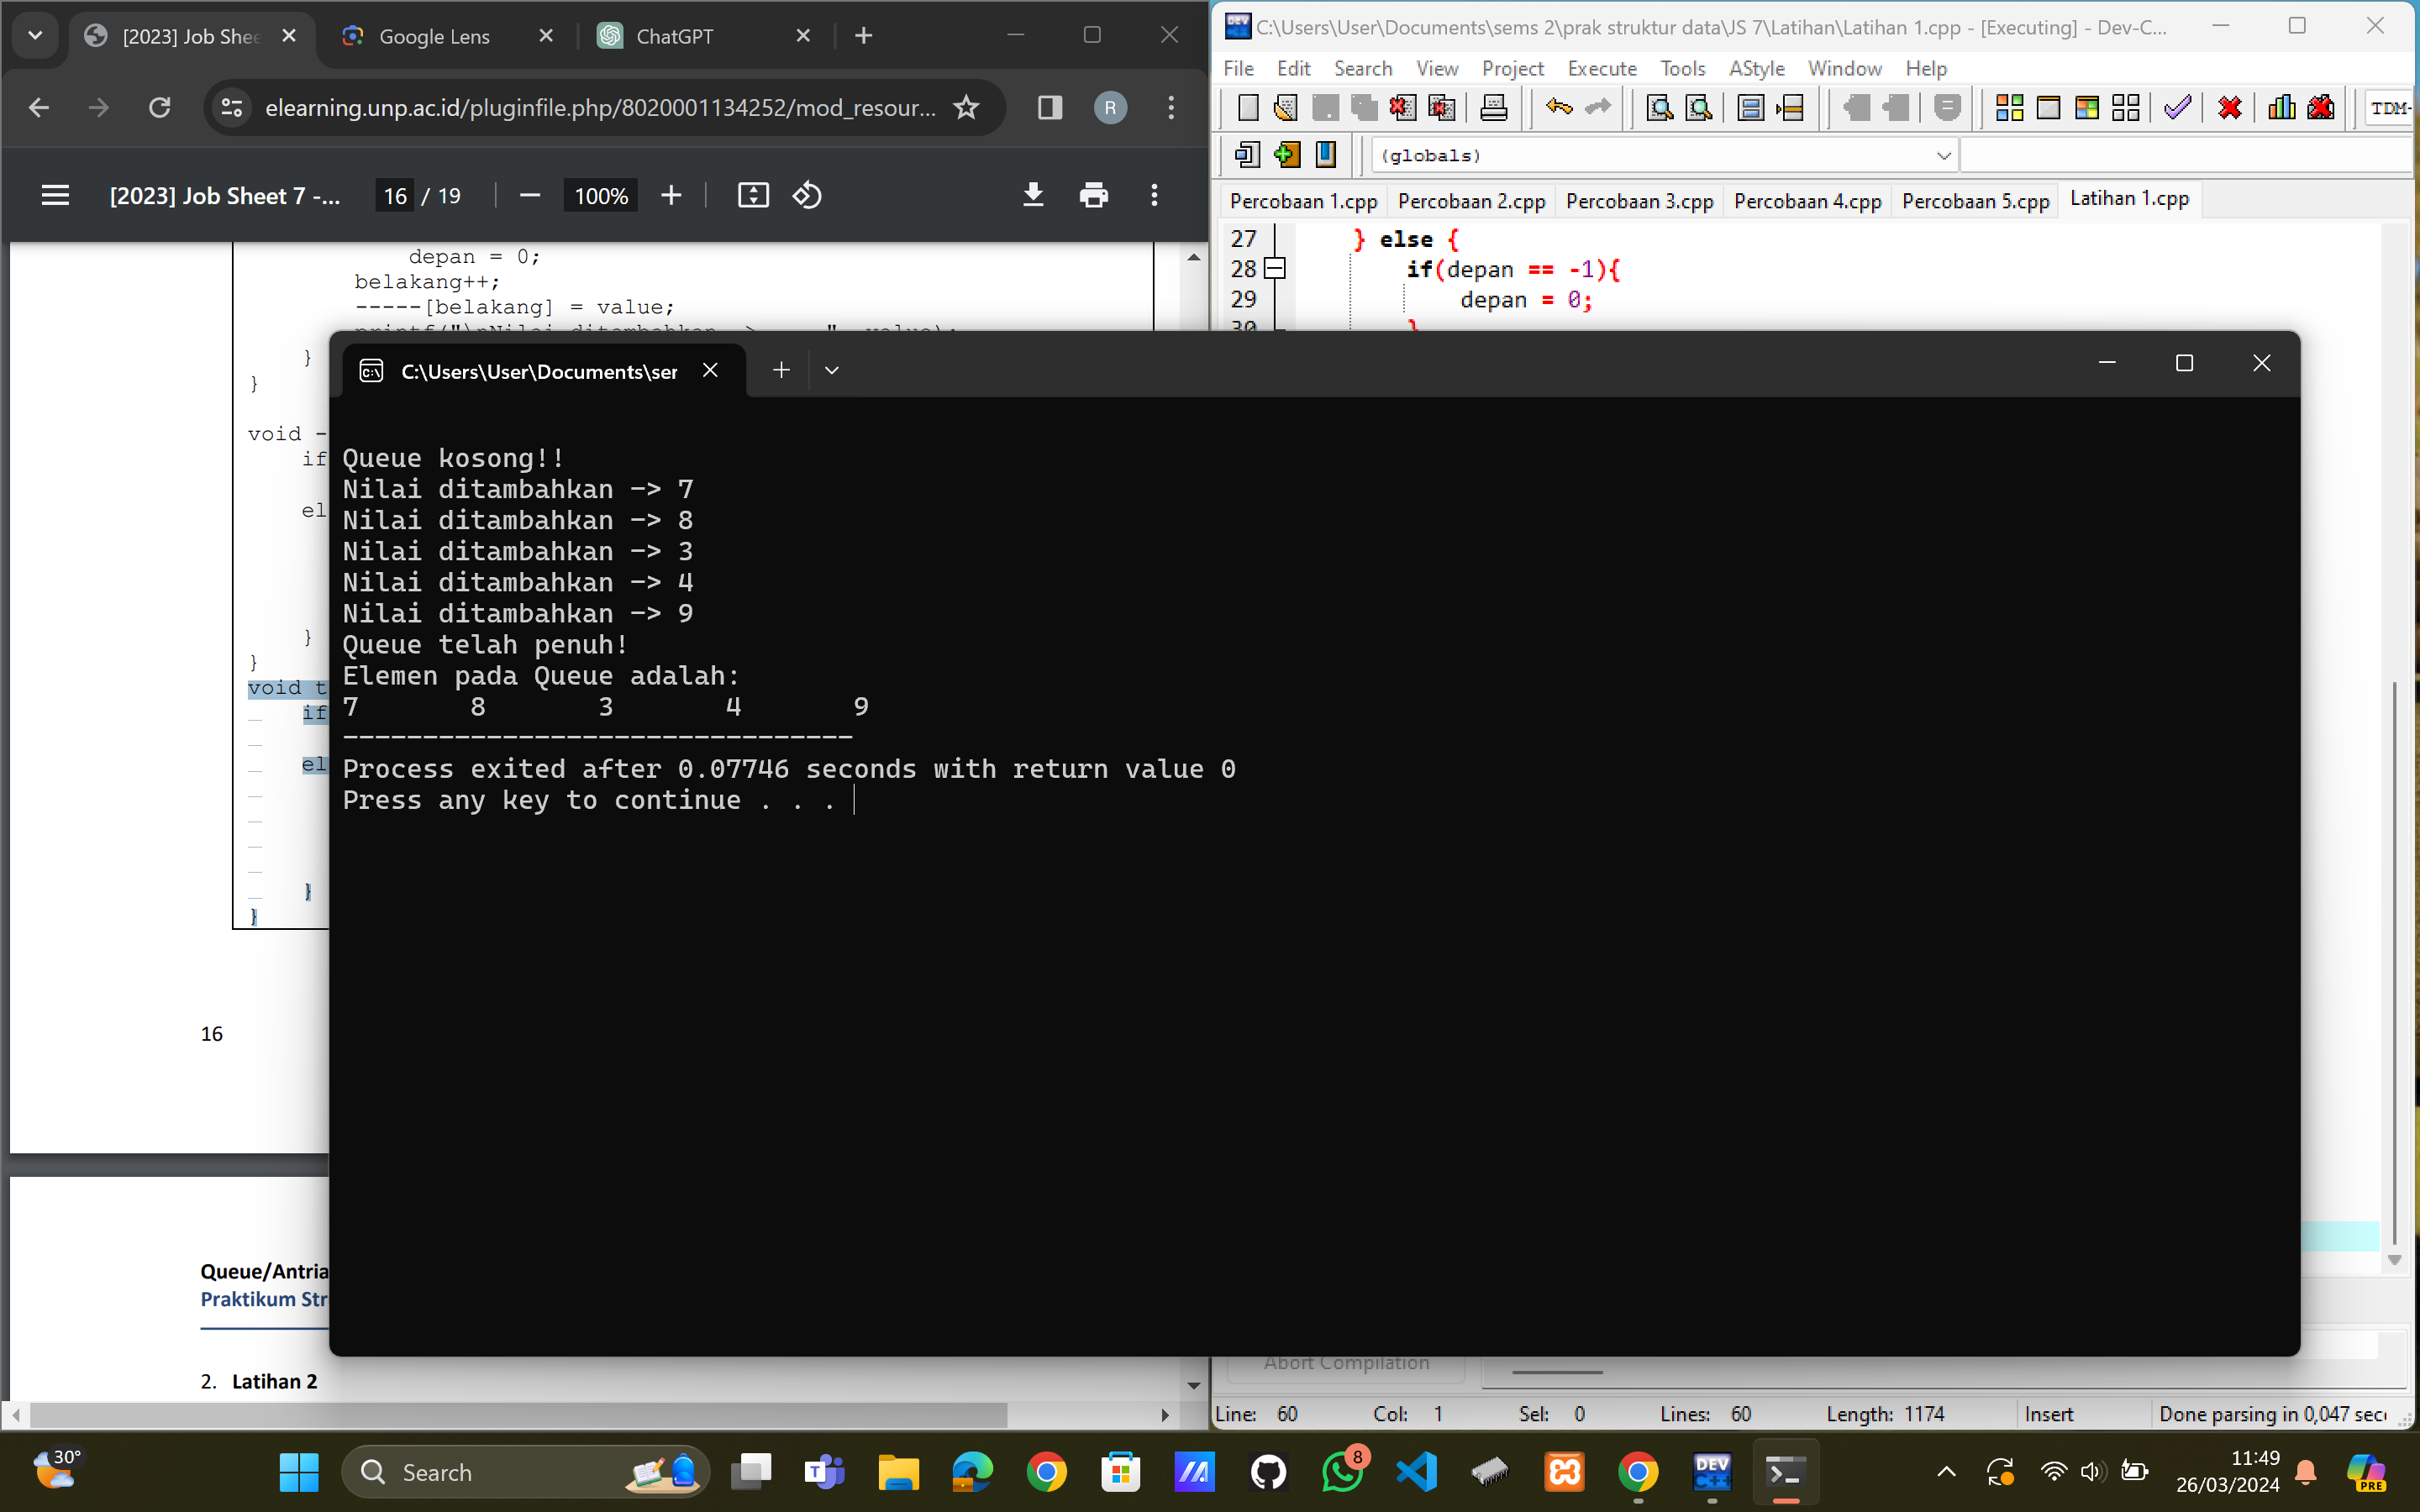 [2023] Job Shee
Google Lens
ChatGPT
elearning.unp.ac.id/pluginfile.php/8020001134252/mod_resour...
R
[2023] Job Sheet 7 -...
16 / 19
100%
depan = 0;
belakang++;
-----[belakang] = value;
}
}
void -
if
el
}
}
void t
if
el
}
}
16
Queue/Antria
Praktikum Str
2. Latihan 2
C:\Users\User\Documents\sems 2\prak struktur data\JS 7\Latihan\Latihan 1.cpp - [Executing] - Dev-C...
File Edit Search View Project Execute Tools AStyle Window Help
TDM-
(globals)
Percobaan 1.cpp Percobaan 2.cpp Percobaan 3.cpp Percobaan 4.cpp Percobaan 5.cpp Latihan 1.cpp
27 } else {
28 if(depan == -1){
29 depan = 0;
30 }
C:\Users\User\Documents\ser
Queue kosong!!
Nilai ditambahkan -> 7
Nilai ditambahkan -> 8
Nilai ditambahkan -> 3
Nilai ditambahkan -> 4
Nilai ditambahkan -> 9
Queue telah penuh!
Elemen pada Queue adalah:
7 8 3 4 9
--------------------------------
Process exited after 0.07746 seconds with return value 0
Press any key to continue . . .
Abort Compilation
Line: 60 Col: 1 Sel: 0 Lines: 60 Length: 1174 Insert Done parsing in 0,047 sec
30°
Search
8
DEV
C++
11:49
26/03/2024
PRE